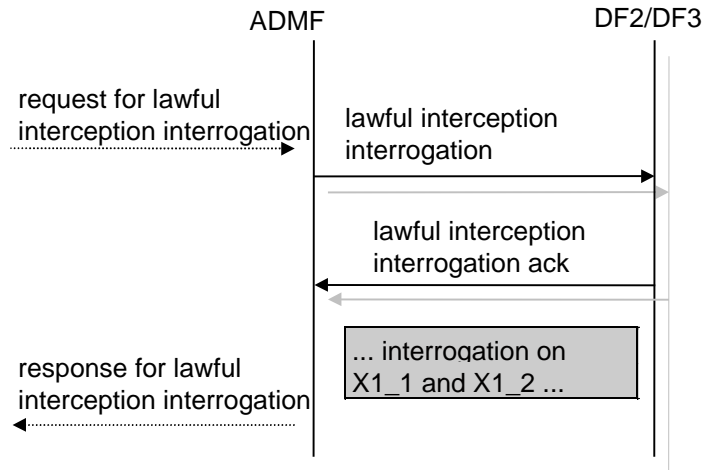 ADMF
DF2/DF3
request for lawful
interception interrogation
lawful interception
interrogation
lawful interception
interrogation ack
... interrogation on
X1_1 and X1_2 ...
response for lawful
interception interrogation